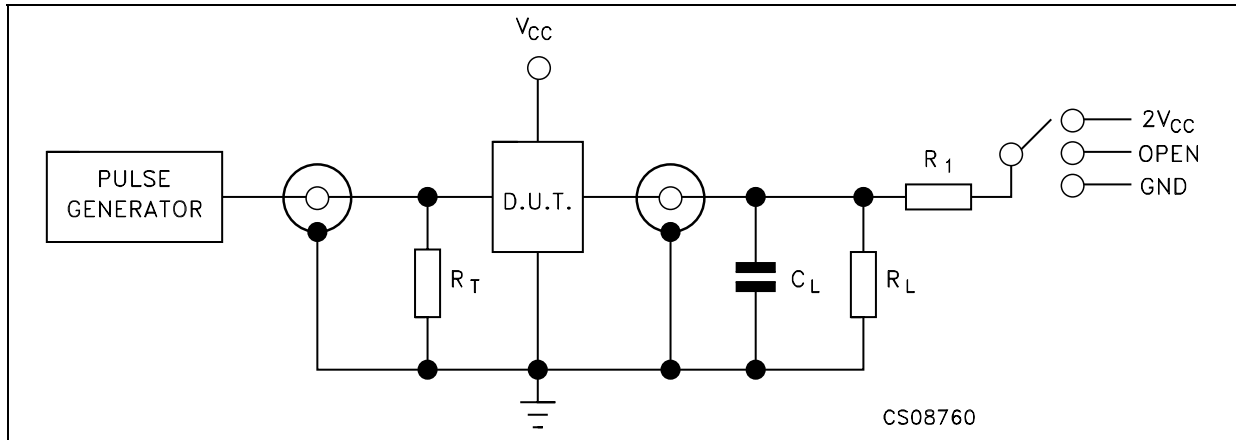 VCC
2VCC
OPEN
GND
R1
PULSE
GENERATOR
D.U.T.
RT
CL
RL
CS08760